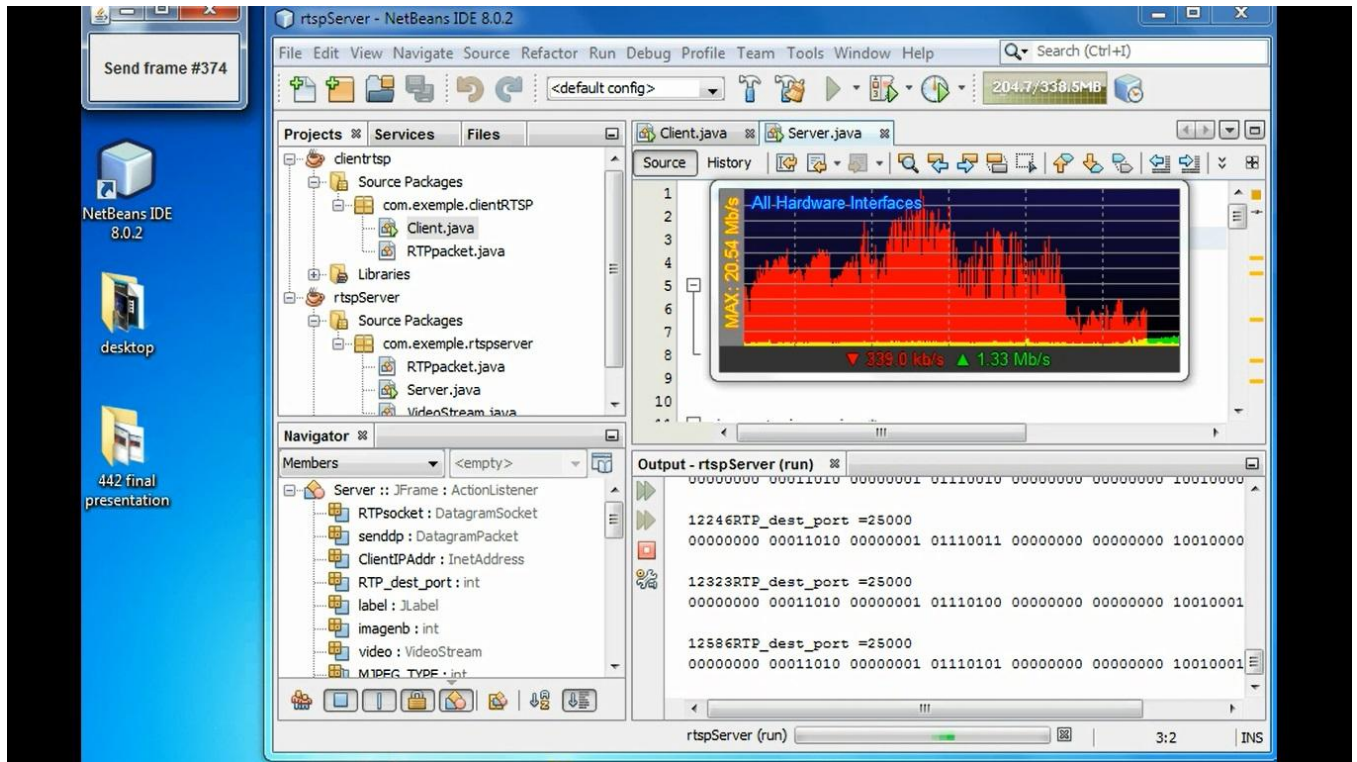 Send frame #374
NetBeans IDE
8.0.2
desktop
442 final
presentation
rtspServer - NetBeans IDE 8.0.2
File Edit View Navigate Source Refactor Run Debug Profile Team Tools Window Help
Search (Ctrl+I)
<default config>
204.7/338.5MB
Projects Services Files
clientrtsp
Source Packages
com.exemple.clientRTSP
Client.java
RTPpacket.java
Libraries
rtspServer
Source Packages
com.exemple.rtspserver
RTPpacket.java
Server.java
VideoStream.java
Navigator
Members
<empty>
Server :: JFrame : ActionListener
RTPsocket : DatagramSocket
senddp : DatagramPacket
ClientIPAddr : InetAddress
RTP_dest_port : int
label : JLabel
imagenb : int
video : VideoStream
MJPEG_TYPE : int
Client.java Server.java
Source History
1
2
3
4
5
6
7
8
9
10
All Hardware Interfaces
MAX: 20.54 Mb/s
339.0 kb/s 1.33 Mb/s
Output - rtspServer (run)
00000000 00011010 00000001 01110010 00000000 00000000 10010000
12246RTP_dest_port =25000
00000000 00011010 00000001 01110011 00000000 00000000 10010000
12323RTP_dest_port =25000
00000000 00011010 00000001 01110100 00000000 00000000 10010001
12586RTP_dest_port =25000
00000000 00011010 00000001 01110101 00000000 00000000 10010001
rtspServer (run)
3:2
INS